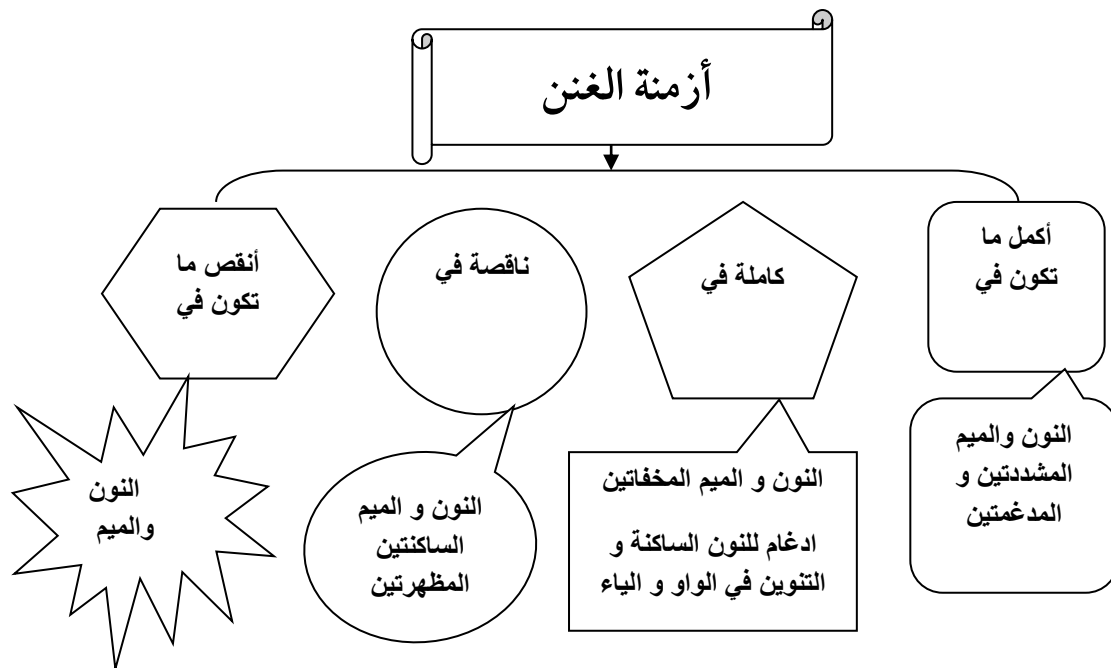 أزمنة الغنن
أكمل ما
تكون في
كاملة في
ناقصة في
أنقص ما
تكون في
النون والميم
المشددتين و
المدغمتين
النون و الميم المخفاتين
ادغام للنون الساكنة و
التنوين في الواو و الياء
النون و الميم
الساكنتين
المظهرتين
النون
والميم